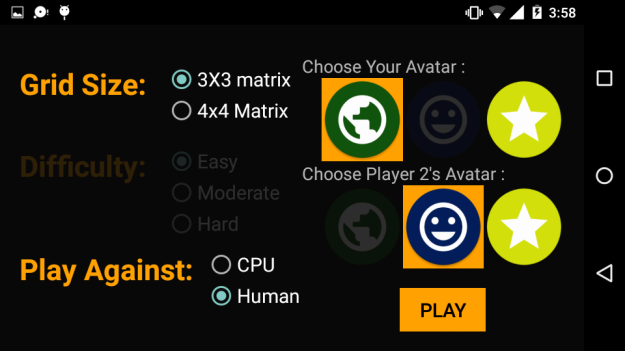 3:58
Grid Size:
3X3 matrix
4x4 Matrix
Difficulty:
Easy
Moderate
Hard
Play Against:
CPU
Human
Choose Your Avatar :
Choose Player 2's Avatar :
PLAY